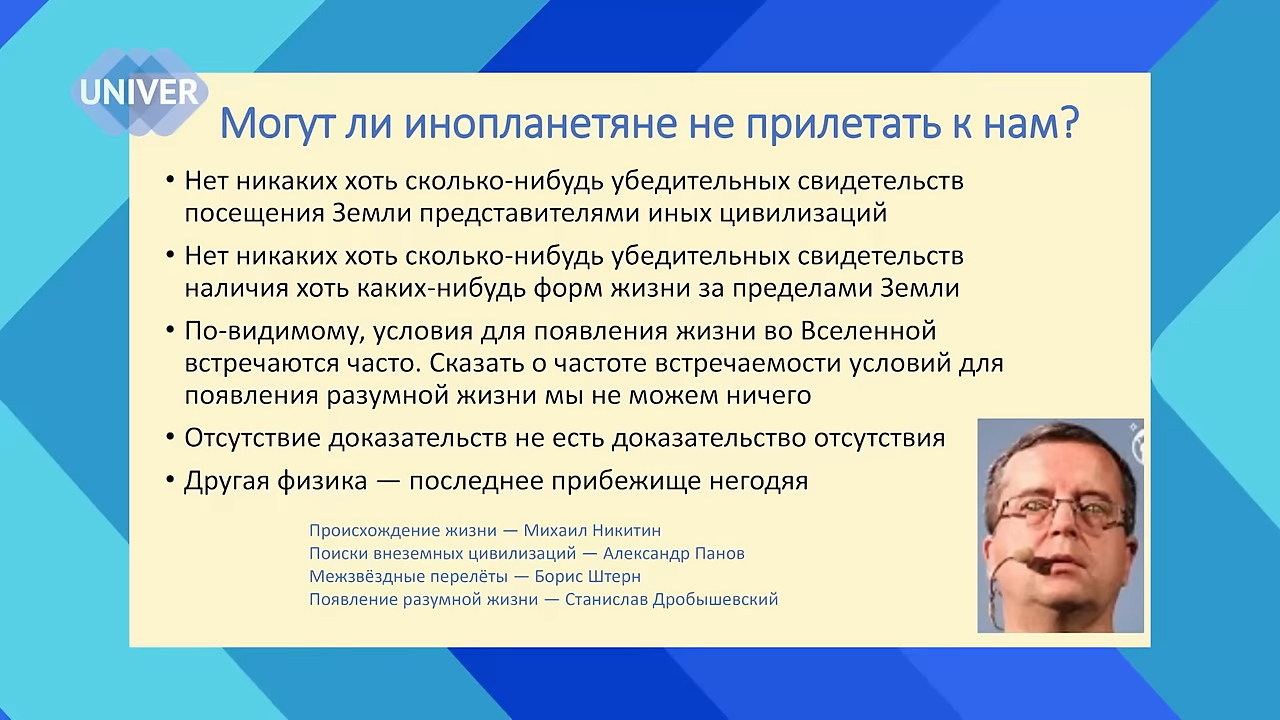 UNIVER
Могут ли инопланетяне не прилетать к нам?
• Нет никаких хоть сколько-нибудь убедительных свидетельств
посещения Земли представителями иных цивилизаций
• Нет никаких хоть сколько-нибудь убедительных свидетельств
наличия хоть каких-нибудь форм жизни за пределами Земли
• По-видимому, условия для появления жизни во Вселенной
встречаются часто. Сказать о частоте встречаемости условий для
появления разумной жизни мы не можем ничего
• Отсутствие доказательств не есть доказательство отсутствия
• Другая физика — последнее прибежище негодяя
Происхождение жизни — Михаил Никитин
Поиски внеземных цивилизаций — Александр Панов
Межзвёздные перелёты — Борис Штерн
Появление разумной жизни — Станислав Дробышевский